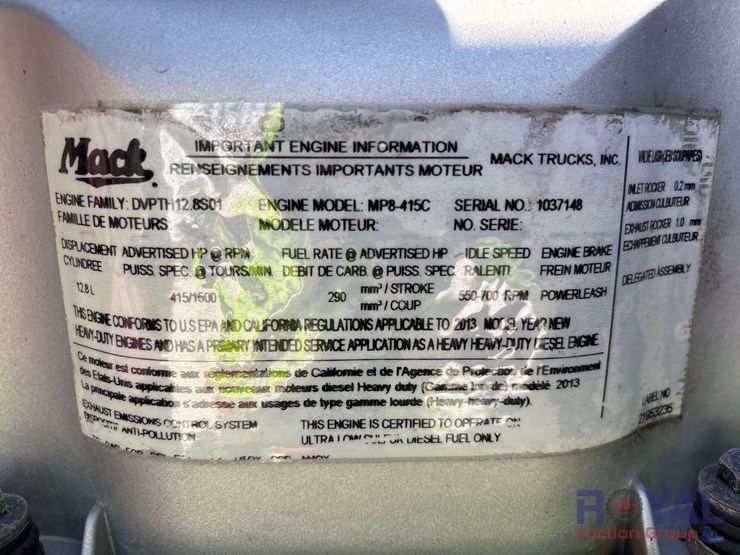 Mack
IMPORTANT ENGINE INFORMATION
RENSEIGNEMENTS IMPORTANTS MOTEUR
MACK TRUCKS, INC.
ENGINE FAMILY: DVPTH12.8S01 ENGINE MODEL: MP8-415C SERIAL NO.: 1037148
FAMILLE DE MOTEURS MODELE MOTEUR: NO. SERIE:
DISPLACEMENT ADVERTISED HP @ RPM FUEL RATE @ ADVERTISED HP IDLE SPEED ENGINE BRAKE
CYLINDREE PUISS. SPEC. @ TOURS/MIN. DEBIT DE CARB. @ PUISS. SPEC. RALENTI FREIN MOTEUR
12.8 L 415/1500 290 mm³ / STROKE 550-700 RPM POWERLEASH
mm³ / COUP
THIS ENGINE CONFORMS TO U.S EPA AND CALIFORNIA REGULATIONS APPLICABLE TO 2013 MODEL YEAR NEW
HEAVY-DUTY ENGINES AND HAS A PRIMARY INTENDED SERVICE APPLICATION AS A HEAVY HEAVY-DUTY DIESEL ENGINE.
Ce moteur est conforme aux réglementations de Californie et de l'Agence de Protection de l'Environment
des Etats-Unis applicables aux nouveaux moteurs diesel Heavy duty (Gamme lourde) modèle 2013
La principale application s'adresse aux usages de type gamme lourde (Heavy-heavy-duty).
EXHAUST EMISSIONS CONTROL SYSTEM THIS ENGINE IS CERTIFIED TO OPERATE ON
DISPOSITIF ANTI-POLLUTION ULTRA LOW SULFUR DIESEL FUEL ONLY
VALVE LASH (JEU SOUPAPES)
INLET ROCKER 0.2 mm
ADMISSION CULBUTEUR
EXHAUST ROCKER 1.0 mm
ECHAPPEMENT CULBUTEUR
DELEGATED ASSEMBLY
LABEL NO
21953235
ROYAL
Auction Group